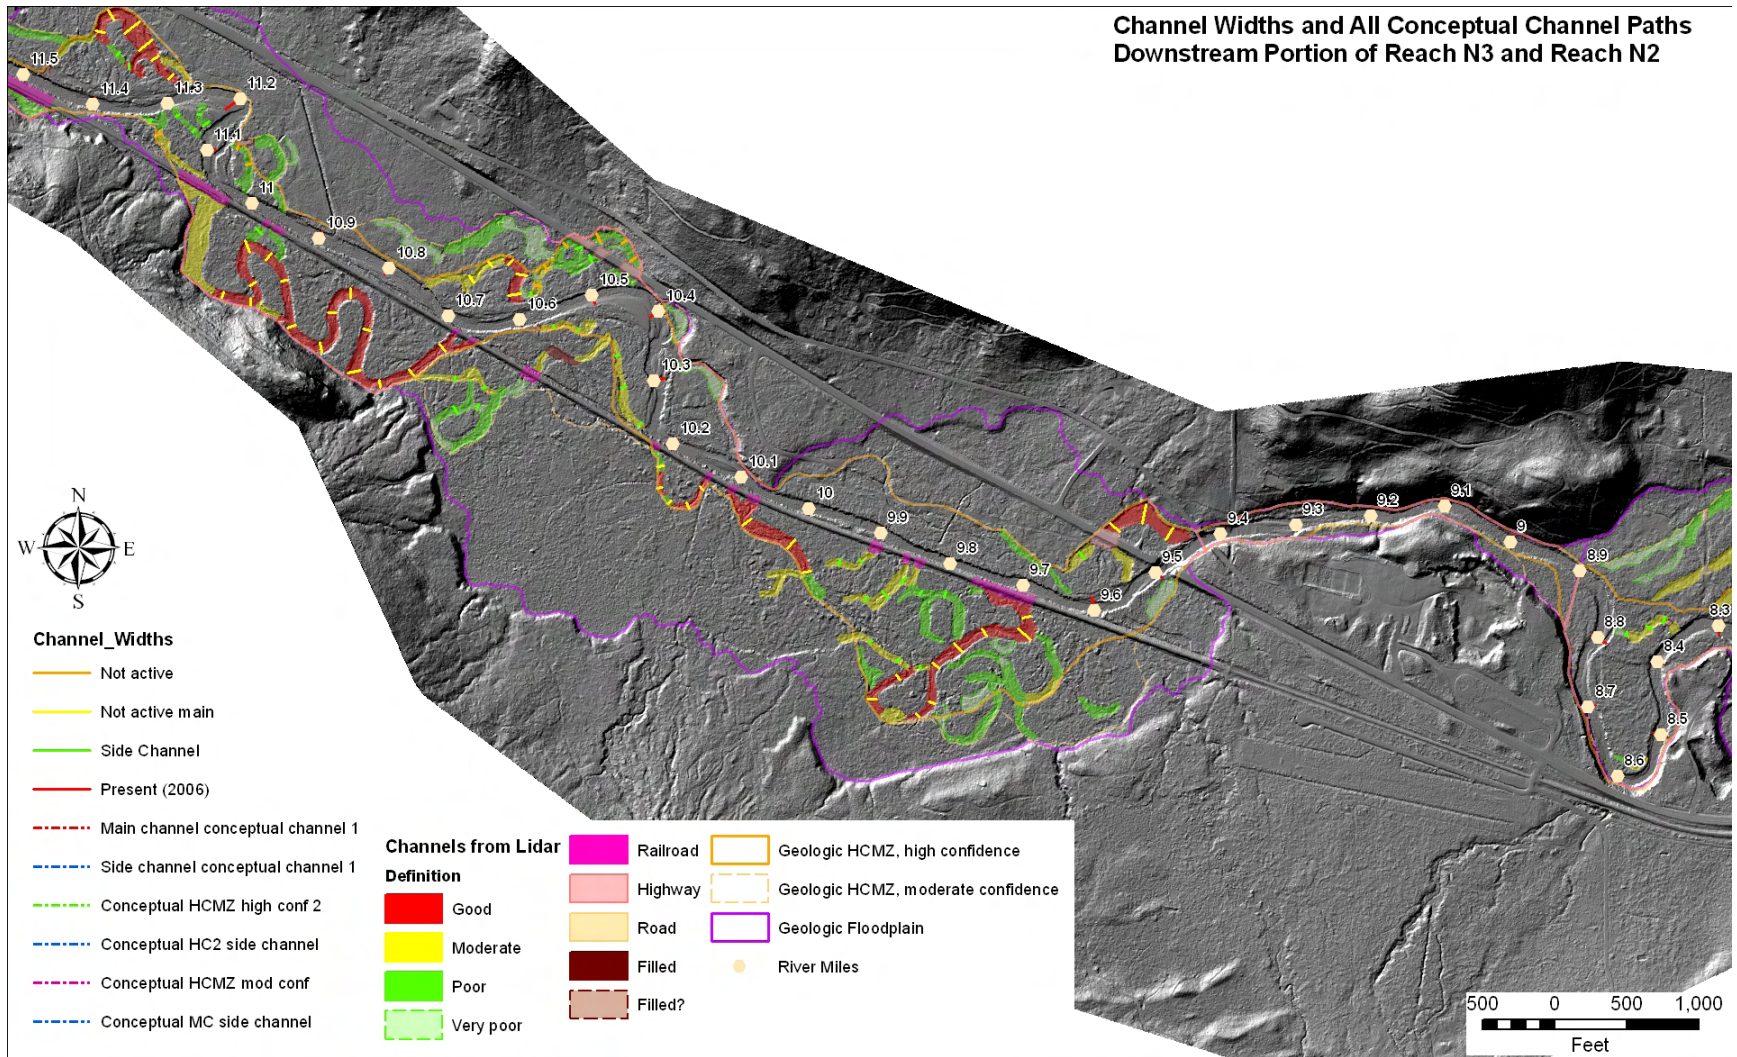 Channel Widths and All Conceptual Channel Paths
Downstream Portion of Reach N3 and Reach N2
11.5
11.4
11.3
11.2
11.1
11
10.9
10.8
10.7
10.6
10.5
10.4
10.3
10.2
10.1
10
9.9
9.8
9.7
9.6
9.5
9.4
9.3
9.2
9.1
9
8.9
8.8
8.7
8.6
8.5
8.4
8.3
N
W
E
S
Channel_Widths
Not active
Not active main
Side Channel
Present (2006)
Main channel conceptual channel 1
Side channel conceptual channel 1
Conceptual HCMZ high conf 2
Conceptual HC2 side channel
Conceptual HCMZ mod conf
Conceptual MC side channel
Channels from Lidar
Definition
Good
Moderate
Poor
Very poor
Railroad
Highway
Road
Filled
Filled?
Geologic HCMZ, high confidence
Geologic HCMZ, moderate confidence
Geologic Floodplain
River Miles
500 0 500 1,000
Feet